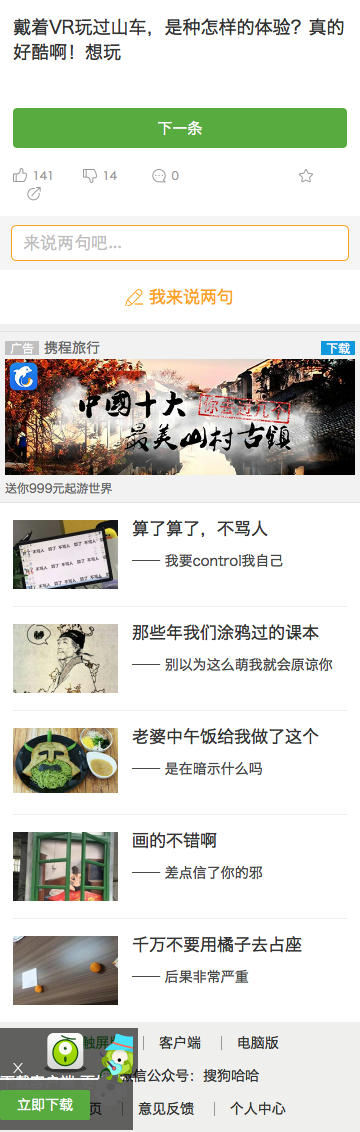 戴着VR玩过山车，是种怎样的体验？真的
好酷啊！想玩
下一条
141
14
0
来说两句吧...
我来说两句
广告 携程旅行
下载
中國十大
你去过几个
最美山村古鎮
送你999元起游世界
算了算了，不骂人
—— 我要control我自己
那些年我们涂鸦过的课本
—— 别以为这么萌我就会原谅你
老婆中午饭给我做了这个
—— 是在暗示什么吗
画的不错啊
—— 差点信了你的邪
千万不要用橘子去占座
—— 后果非常严重
触屏版 客户端 电脑版
微信公众号：搜狗哈哈
页 意见反馈 个人中心
X
立即下载